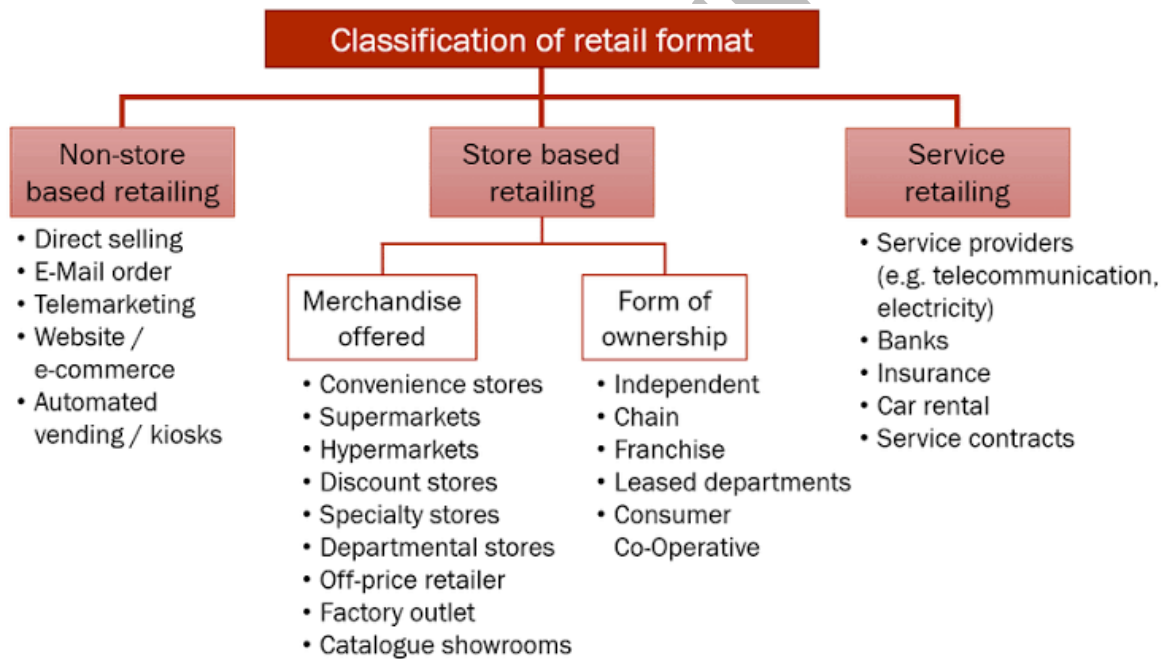 Classification of retail format
Non-store
based retailing
• Direct selling
• E-Mail order
• Telemarketing
• Website /
e-commerce
• Automated
vending / kiosks
Store based
retailing
Merchandise
offered
• Convenience stores
• Supermarkets
• Hypermarkets
• Discount stores
• Specialty stores
• Departmental stores
• Off-price retailer
• Factory outlet
• Catalogue showrooms
Form of
ownership
• Independent
• Chain
• Franchise
• Leased departments
• Consumer
Co-Operative
Service
retailing
• Service providers
(e.g. telecommunication,
electricity)
• Banks
• Insurance
• Car rental
• Service contracts